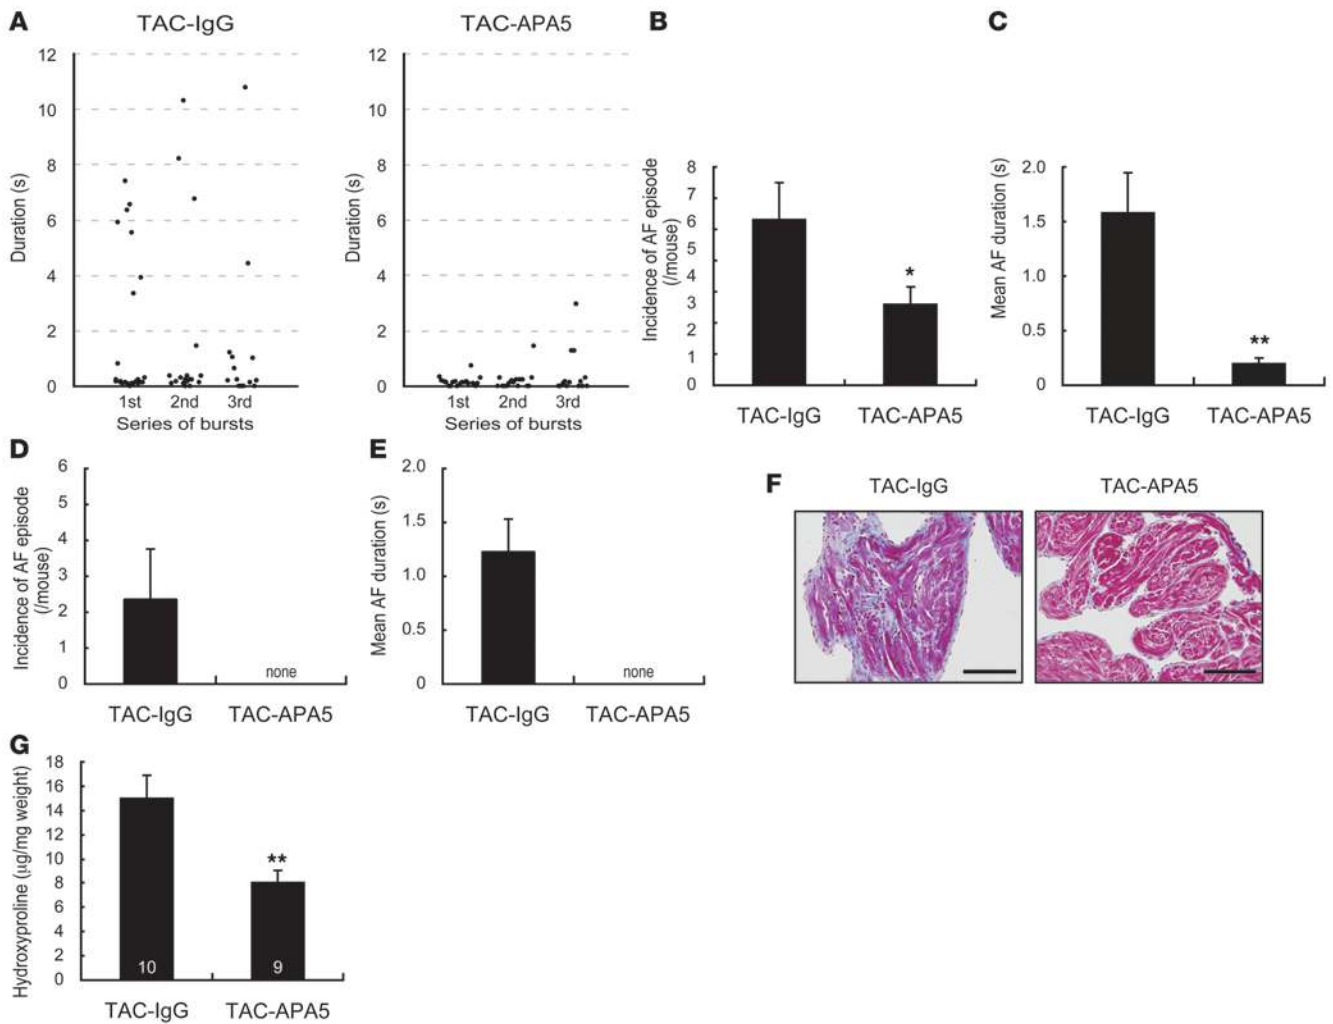 A
TAC-IgG
TAC-APA5
12
10
8
6
4
2
0
Duration (s)
1st 2nd 3rd
Series of bursts
12
10
8
6
4
2
0
Duration (s)
1st 2nd 3rd
Series of bursts
B
8
7
6
5
4
3
2
1
0
Incidence of AF episode
(/mouse)
*
TAC-IgG TAC-APA5
C
2.0
1.5
1.0
0.5
0
Mean AF duration (s)
**
TAC-IgG TAC-APA5
D
6
5
4
3
2
1
0
Incidence of AF episode
(/mouse)
none
TAC-IgG TAC-APA5
E
2.0
1.5
1.0
0.5
0
Mean AF duration (s)
none
TAC-IgG TAC-APA5
F
TAC-IgG TAC-APA5
G
18
16
14
12
10
8
6
4
2
0
Hydroxyproline (μg/mg weight)
**
10 9
TAC-IgG TAC-APA5